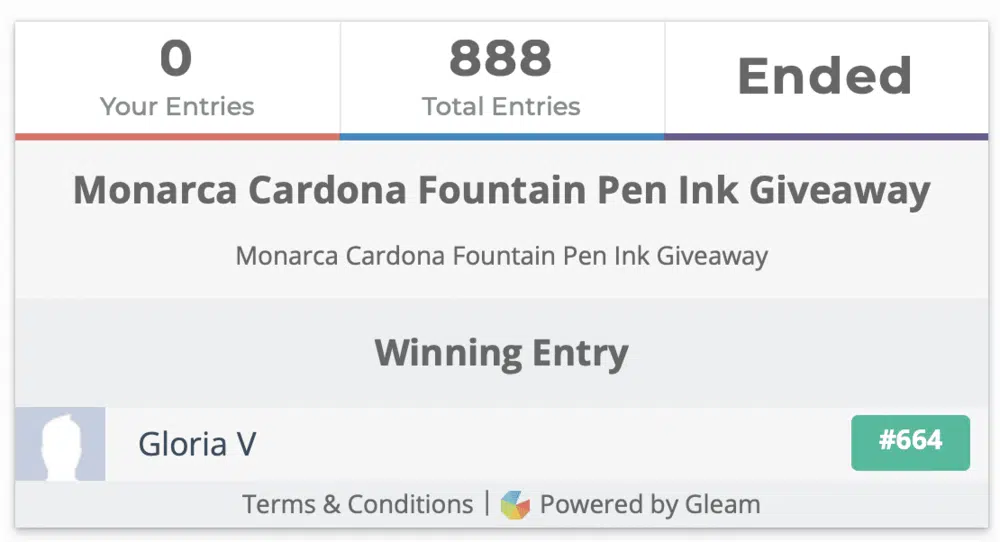 0
Your Entries
888
Total Entries
Ended
Monarca Cardona Fountain Pen Ink Giveaway
Monarca Cardona Fountain Pen Ink Giveaway
Winning Entry
Gloria V
#664
Terms & Conditions | Powered by Gleam